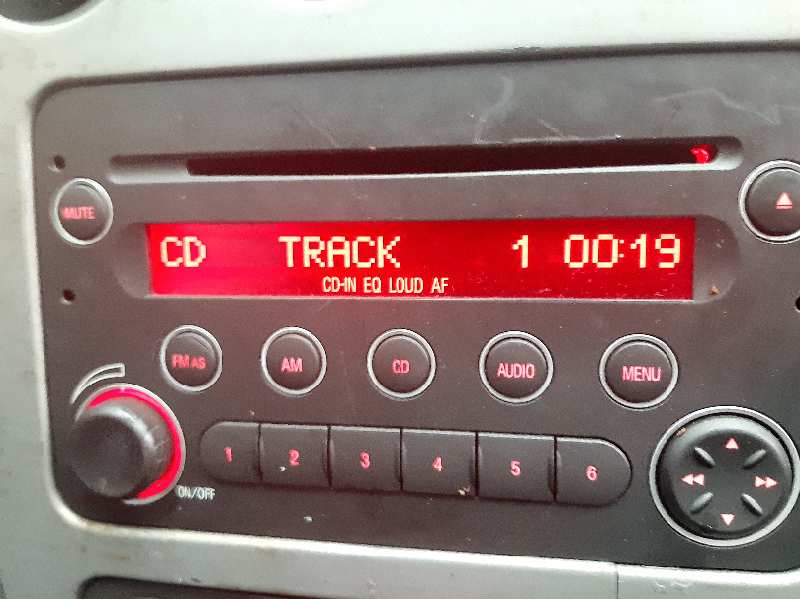 MUTE
CD TRACK 1 00:19
CD-IN EQ LOUD AF
FM AS AM CD AUDIO MENU
1 2 3 4 5 6
ON/OFF